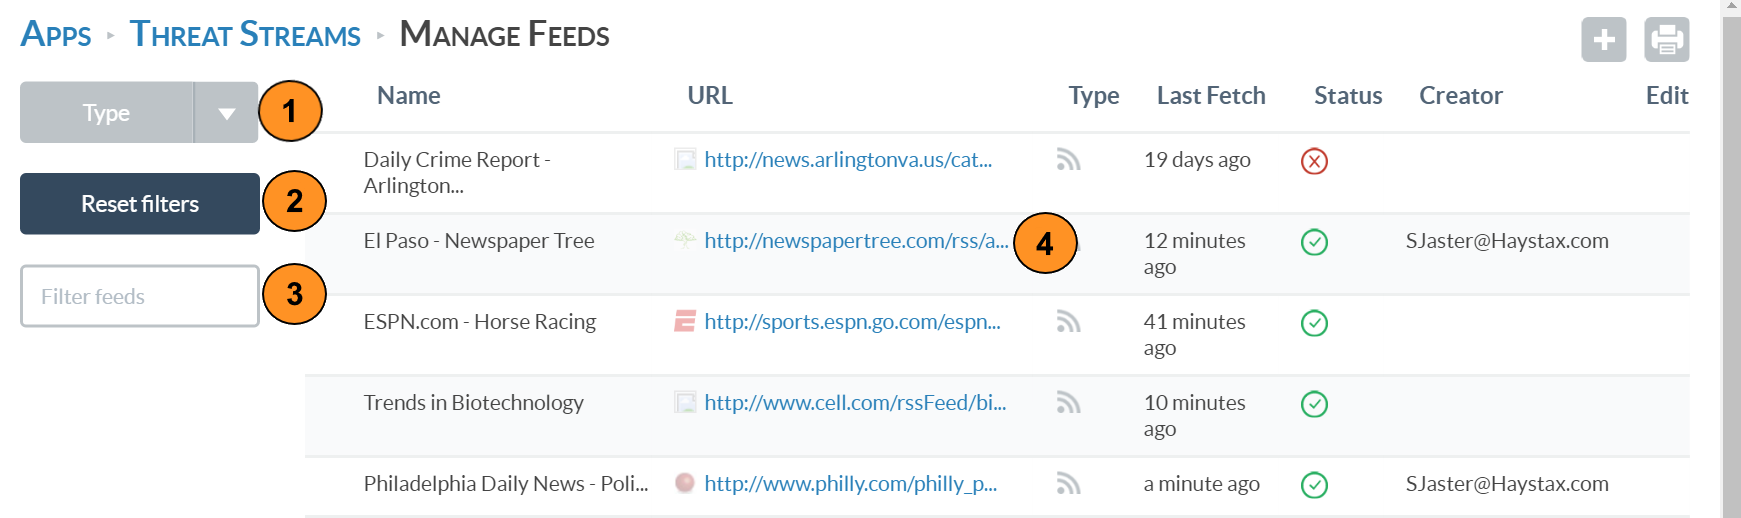 APPS ▸ THREAT STREAMS ▸ MANAGE FEEDS
Type
1
Reset filters
2
Filter feeds
3
Name URL Type Last Fetch Status Creator Edit
Daily Crime Report - http://news.arlingtonva.us/cat... 19 days ago
Arlington...
El Paso - Newspaper Tree http://newspapertree.com/rss/a... 4 12 minutes SJaster@Haystax.com
ago
ESPN.com - Horse Racing http://sports.espn.go.com/espn... 41 minutes
ago
Trends in Biotechnology http://www.cell.com/rssFeed/bi... 10 minutes
ago
Philadelphia Daily News - Poli... http://www.philly.com/philly_p... a minute ago SJaster@Haystax.com